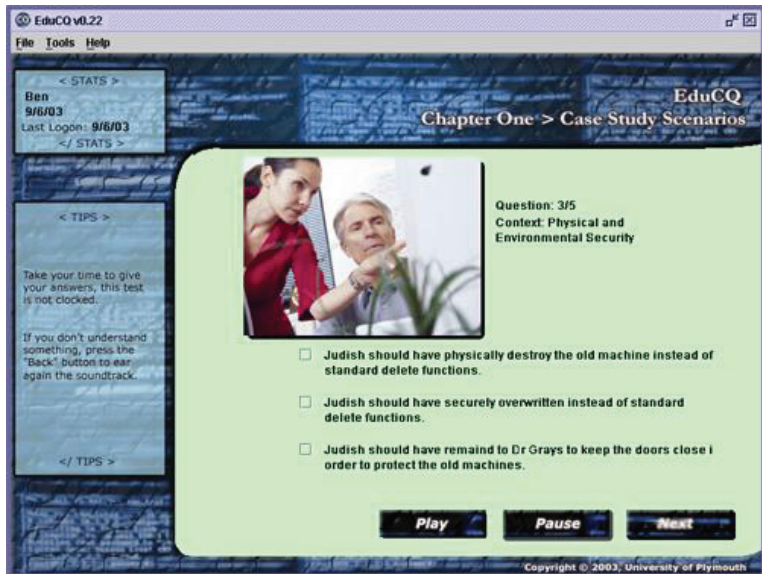 EduCQ v0.22
File Tools Help
< STATS >
Ben
9/6/03
Last Logon: 9/6/03
</ STATS >
EduCQ
Chapter One > Case Study Scenarios
< TIPS >
Take your time to give
your answers, this test
is not clocked.
If you don't understand
something, press the
"Back" button to ear
again the soundtrack.
</ TIPS >
Question: 3/5
Context: Physical and
Environmental Security
Judish should have physically destroy the old machine instead of
standard delete functions.
Judish should have securely overwritten instead of standard
delete functions.
Judish should have remaind to Dr Grays to keep the doors close i
order to protect the old machines.
Play Pause Next
Copyright © 2003, University of Plymouth